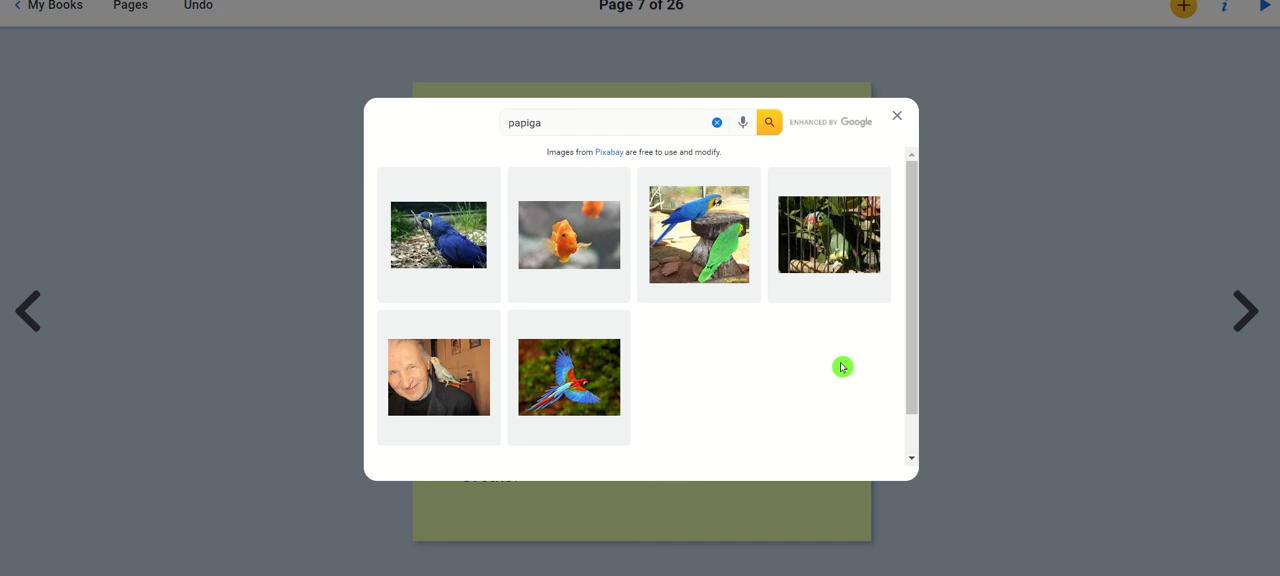 My Books
Pages
Undo
Page 7 of 26
papiga
ENHANCED BY Google
Images from Pixabay are free to use and modify.